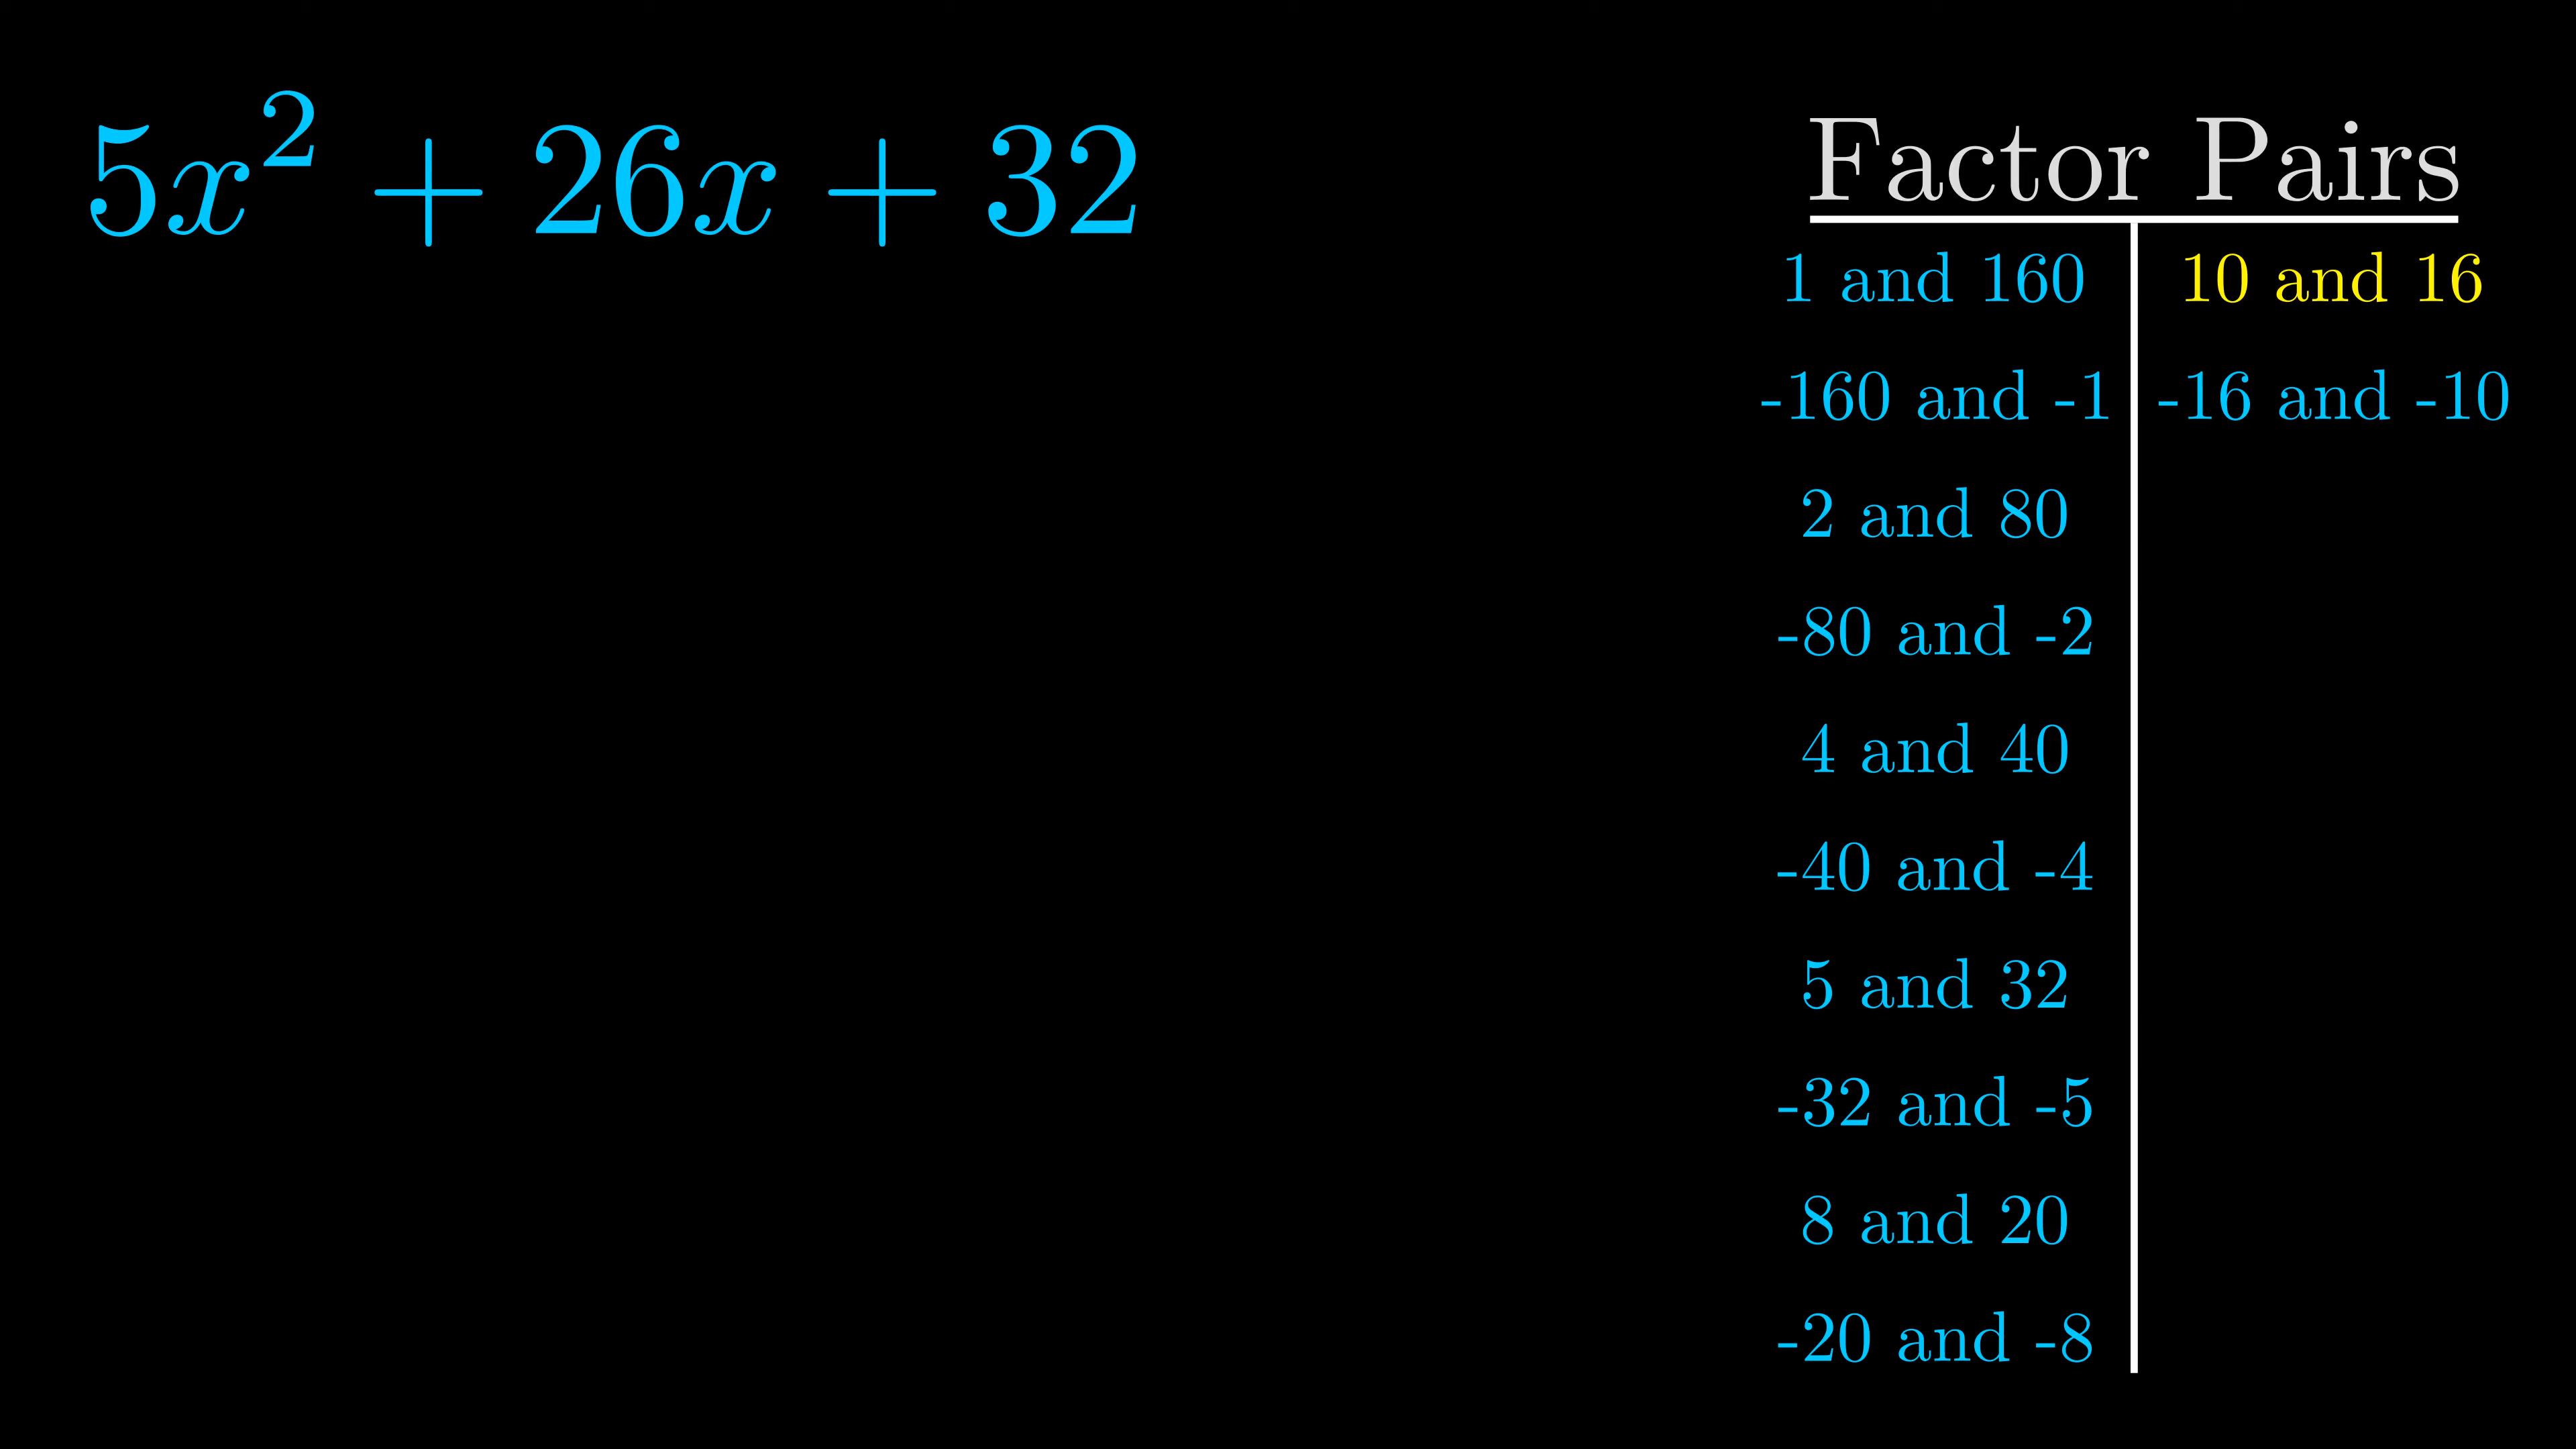 5x² + 26x + 32
Factor Pairs
1 and 160
-160 and -1
2 and 80
-80 and -2
4 and 40
-40 and -4
5 and 32
-32 and -5
8 and 20
-20 and -8
10 and 16
-16 and -10